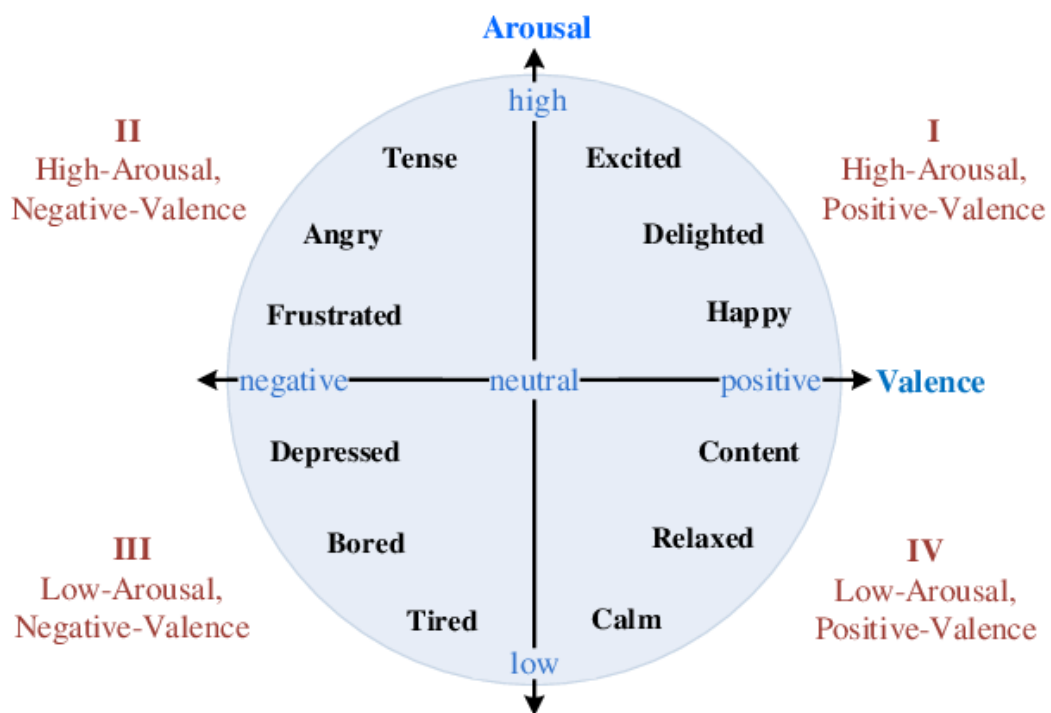 Arousal
high
II
High-Arousal,
Negative-Valence
I
High-Arousal,
Positive-Valence
Tense
Excited
Angry
Delighted
Frustrated
Happy
negative
neutral
positive
Valence
Depressed
Content
Bored
Relaxed
III
Low-Arousal,
Negative-Valence
IV
Low-Arousal,
Positive-Valence
Tired
Calm
low